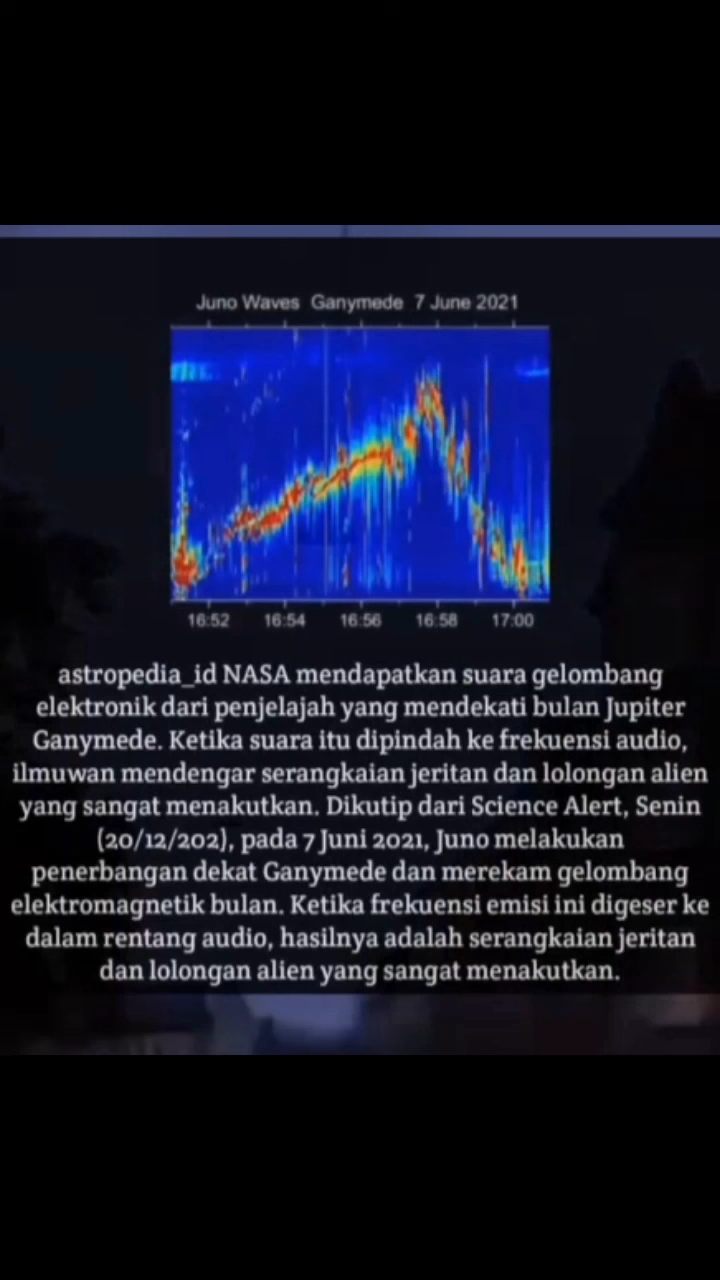 Juno Waves Ganymede 7 June 2021
16:52 16:54 16:56 16:58 17:00
astropedia_id NASA mendapatkan suara gelombang
elektronik dari penjelajah yang mendekati bulan Jupiter
Ganymede. Ketika suara itu dipindah ke frekuensi audio,
ilmuwan mendengar serangkaian jeritan dan lolongan alien
yang sangat menakutkan. Dikutip dari Science Alert, Senin
(20/12/202), pada 7 Juni 2021, Juno melakukan
penerbangan dekat Ganymede dan merekam gelombang
elektromagnetik bulan. Ketika frekuensi emisi ini digeser ke
dalam rentang audio, hasilnya adalah serangkaian jeritan
dan lolongan alien yang sangat menakutkan.